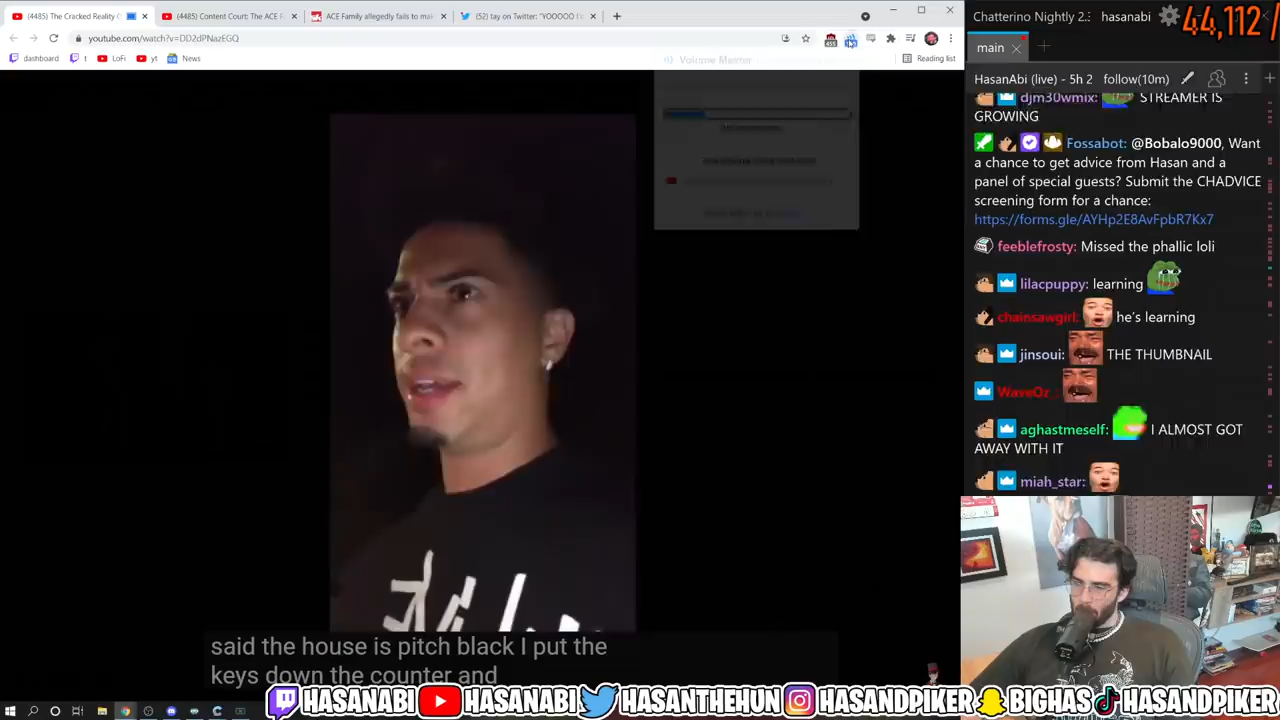 (4485) The Cracked Reality C
(4485) Content Court: The ACE F
ACE Family allegedly fails to mak
(52) tay on Twitter: "YOOOOO I'v
youtube.com/watch?v=DD2dPNazEGQ
dashboard
t
LoFi
yt
News
Reading list
Volume Master
said the house is pitch black I put the
keys down the counter and
Chatterino Nightly 2.
hasanabi
44,112 /
main
HasanAbi (live) - 5h 2
follow(10m)
djm30wmix: STREAMER IS
GROWING
Fossabot: @Bobalo9000, Want
a chance to get advice from Hasan and a
panel of special guests? Submit the CHADVICE
screening form for a chance:
https://forms.gle/AYHp2E8AvFpbR7Kx7
feeblefrosty: Missed the phallic loli
lilacpuppy: learning
chainsawgirl: he's learning
jinsoui: THE THUMBNAIL
WaveOz_:
aghastmeself: I ALMOST GOT
AWAY WITH IT
miah_star:
HASANABI HASANABI HASANTHEHUN HASANDPIKER BIGHAS HASANDPIKER